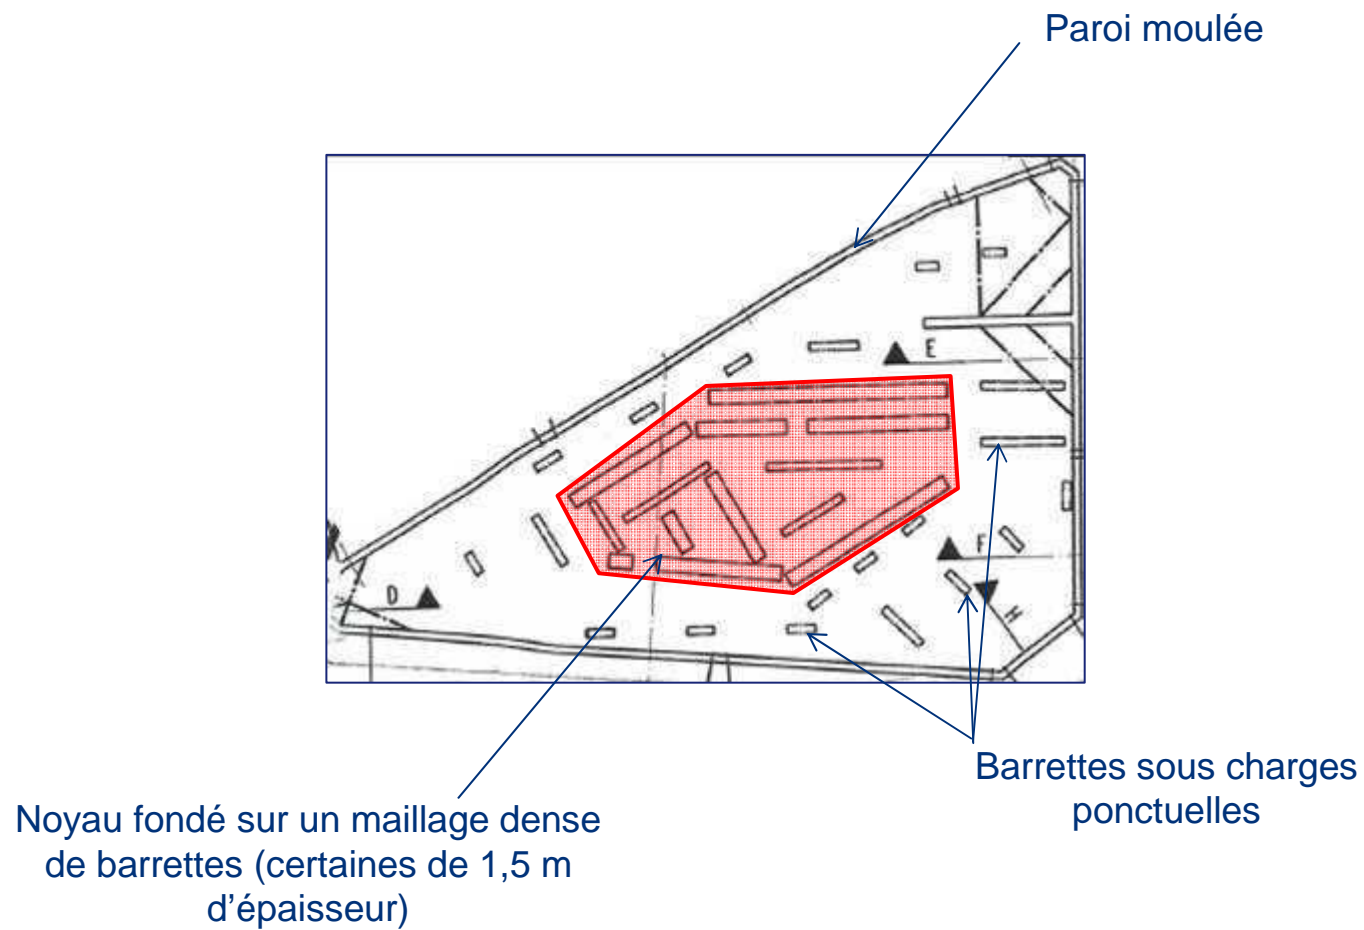 Paroi moulée
E
F
D
H
Barrettes sous charges
ponctuelles
Noyau fondé sur un maillage dense
de barrettes (certaines de 1,5 m
d'épaisseur)